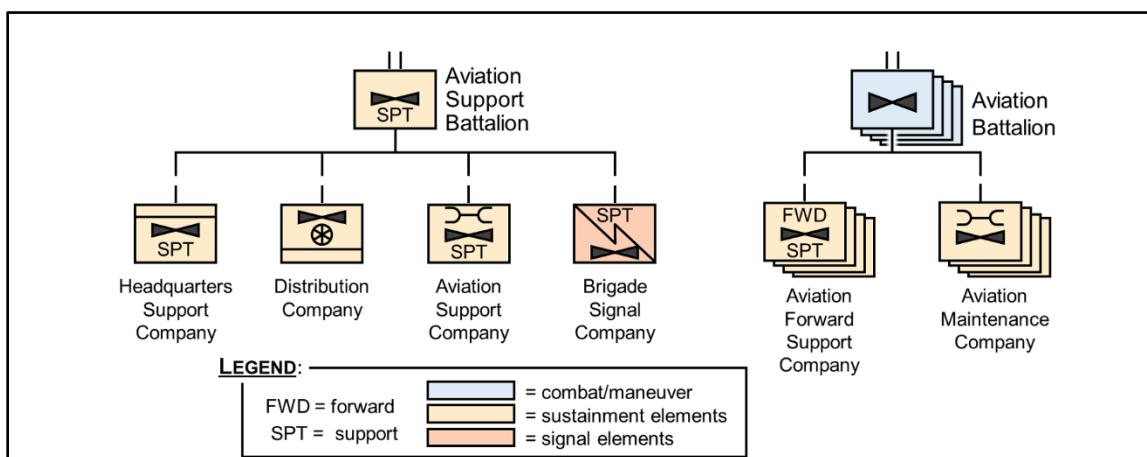 Aviation
Support
Battalion
SPT
Aviation
Battalion
SPT
SPT
SPT
FWD
SPT
Headquarters
Support
Company
Distribution
Company
Aviation
Support
Company
Brigade
Signal
Company
Aviation
Forward
Support
Company
Aviation
Maintenance
Company
LEGEND:
FWD = forward
SPT = support
= combat/maneuver
= sustainment elements
= signal elements